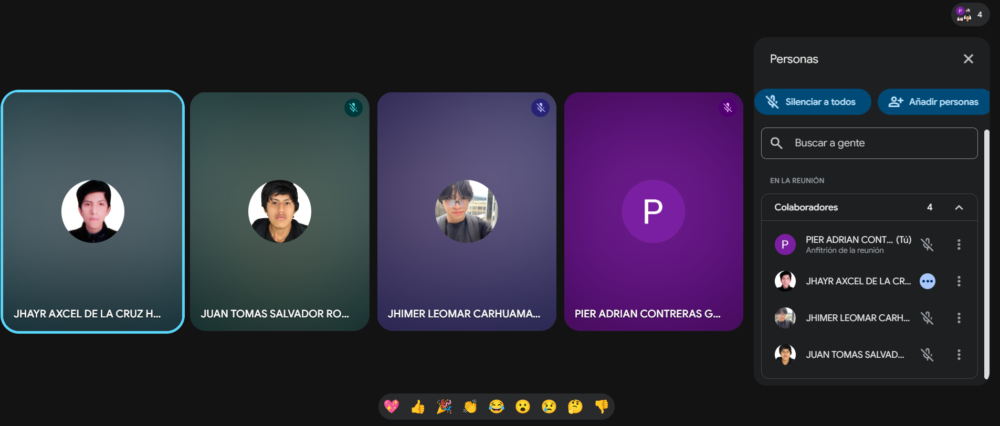 P
4
Personas
Silenciar a todos
Añadir personas
Buscar a gente
EN LA REUNIÓN
Colaboradores 4
P
PIER ADRIAN CONT... (Tú)
Anfitrión de la reunión
JHAYR AXCEL DE LA CR...
JHIMER LEOMAR CARH...
JUAN TOMAS SALVAD...
P
JHAYR AXCEL DE LA CRUZ H...
JUAN TOMAS SALVADOR RO...
JHIMER LEOMAR CARHUAMA...
PIER ADRIAN CONTRERAS G...